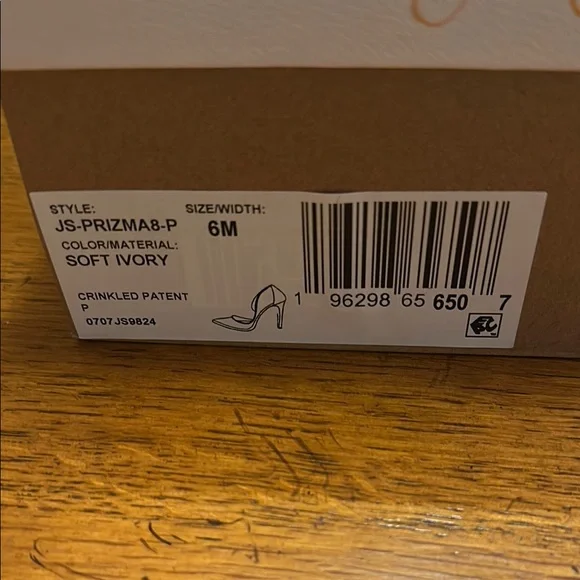 STYLE: SIZE/WIDTH:
JS-PRIZMA8-P 6M
COLOR/MATERIAL:
SOFT IVORY
CRINKLED PATENT
P
0707JS9824
1 96298 65 650 7